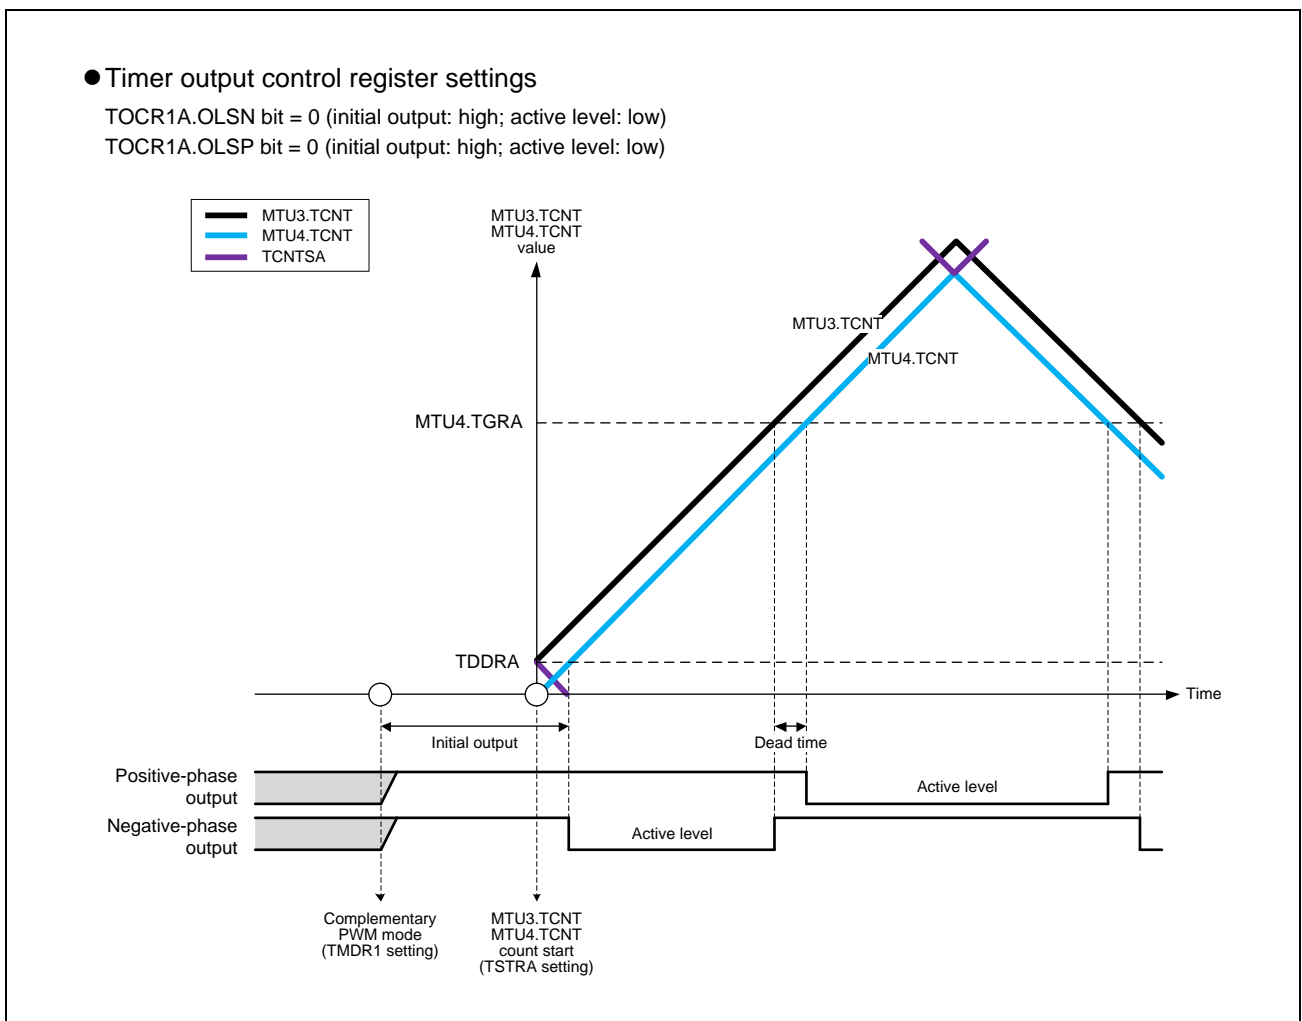 ● Timer output control register settings
TOCR1A.OLSN bit = 0 (initial output: high; active level: low)
TOCR1A.OLSP bit = 0 (initial output: high; active level: low)
MTU3.TCNT
MTU4.TCNT
TCNTSA
MTU3.TCNT
MTU4.TCNT
value
MTU3.TCNT
MTU4.TCNT
MTU4.TGRA
TDDRA
Time
Initial output
Dead time
Positive-phase
output
Active level
Negative-phase
output
Active level
Complementary
PWM mode
(TMDR1 setting)
MTU3.TCNT
MTU4.TCNT
count start
(TSTRA setting)